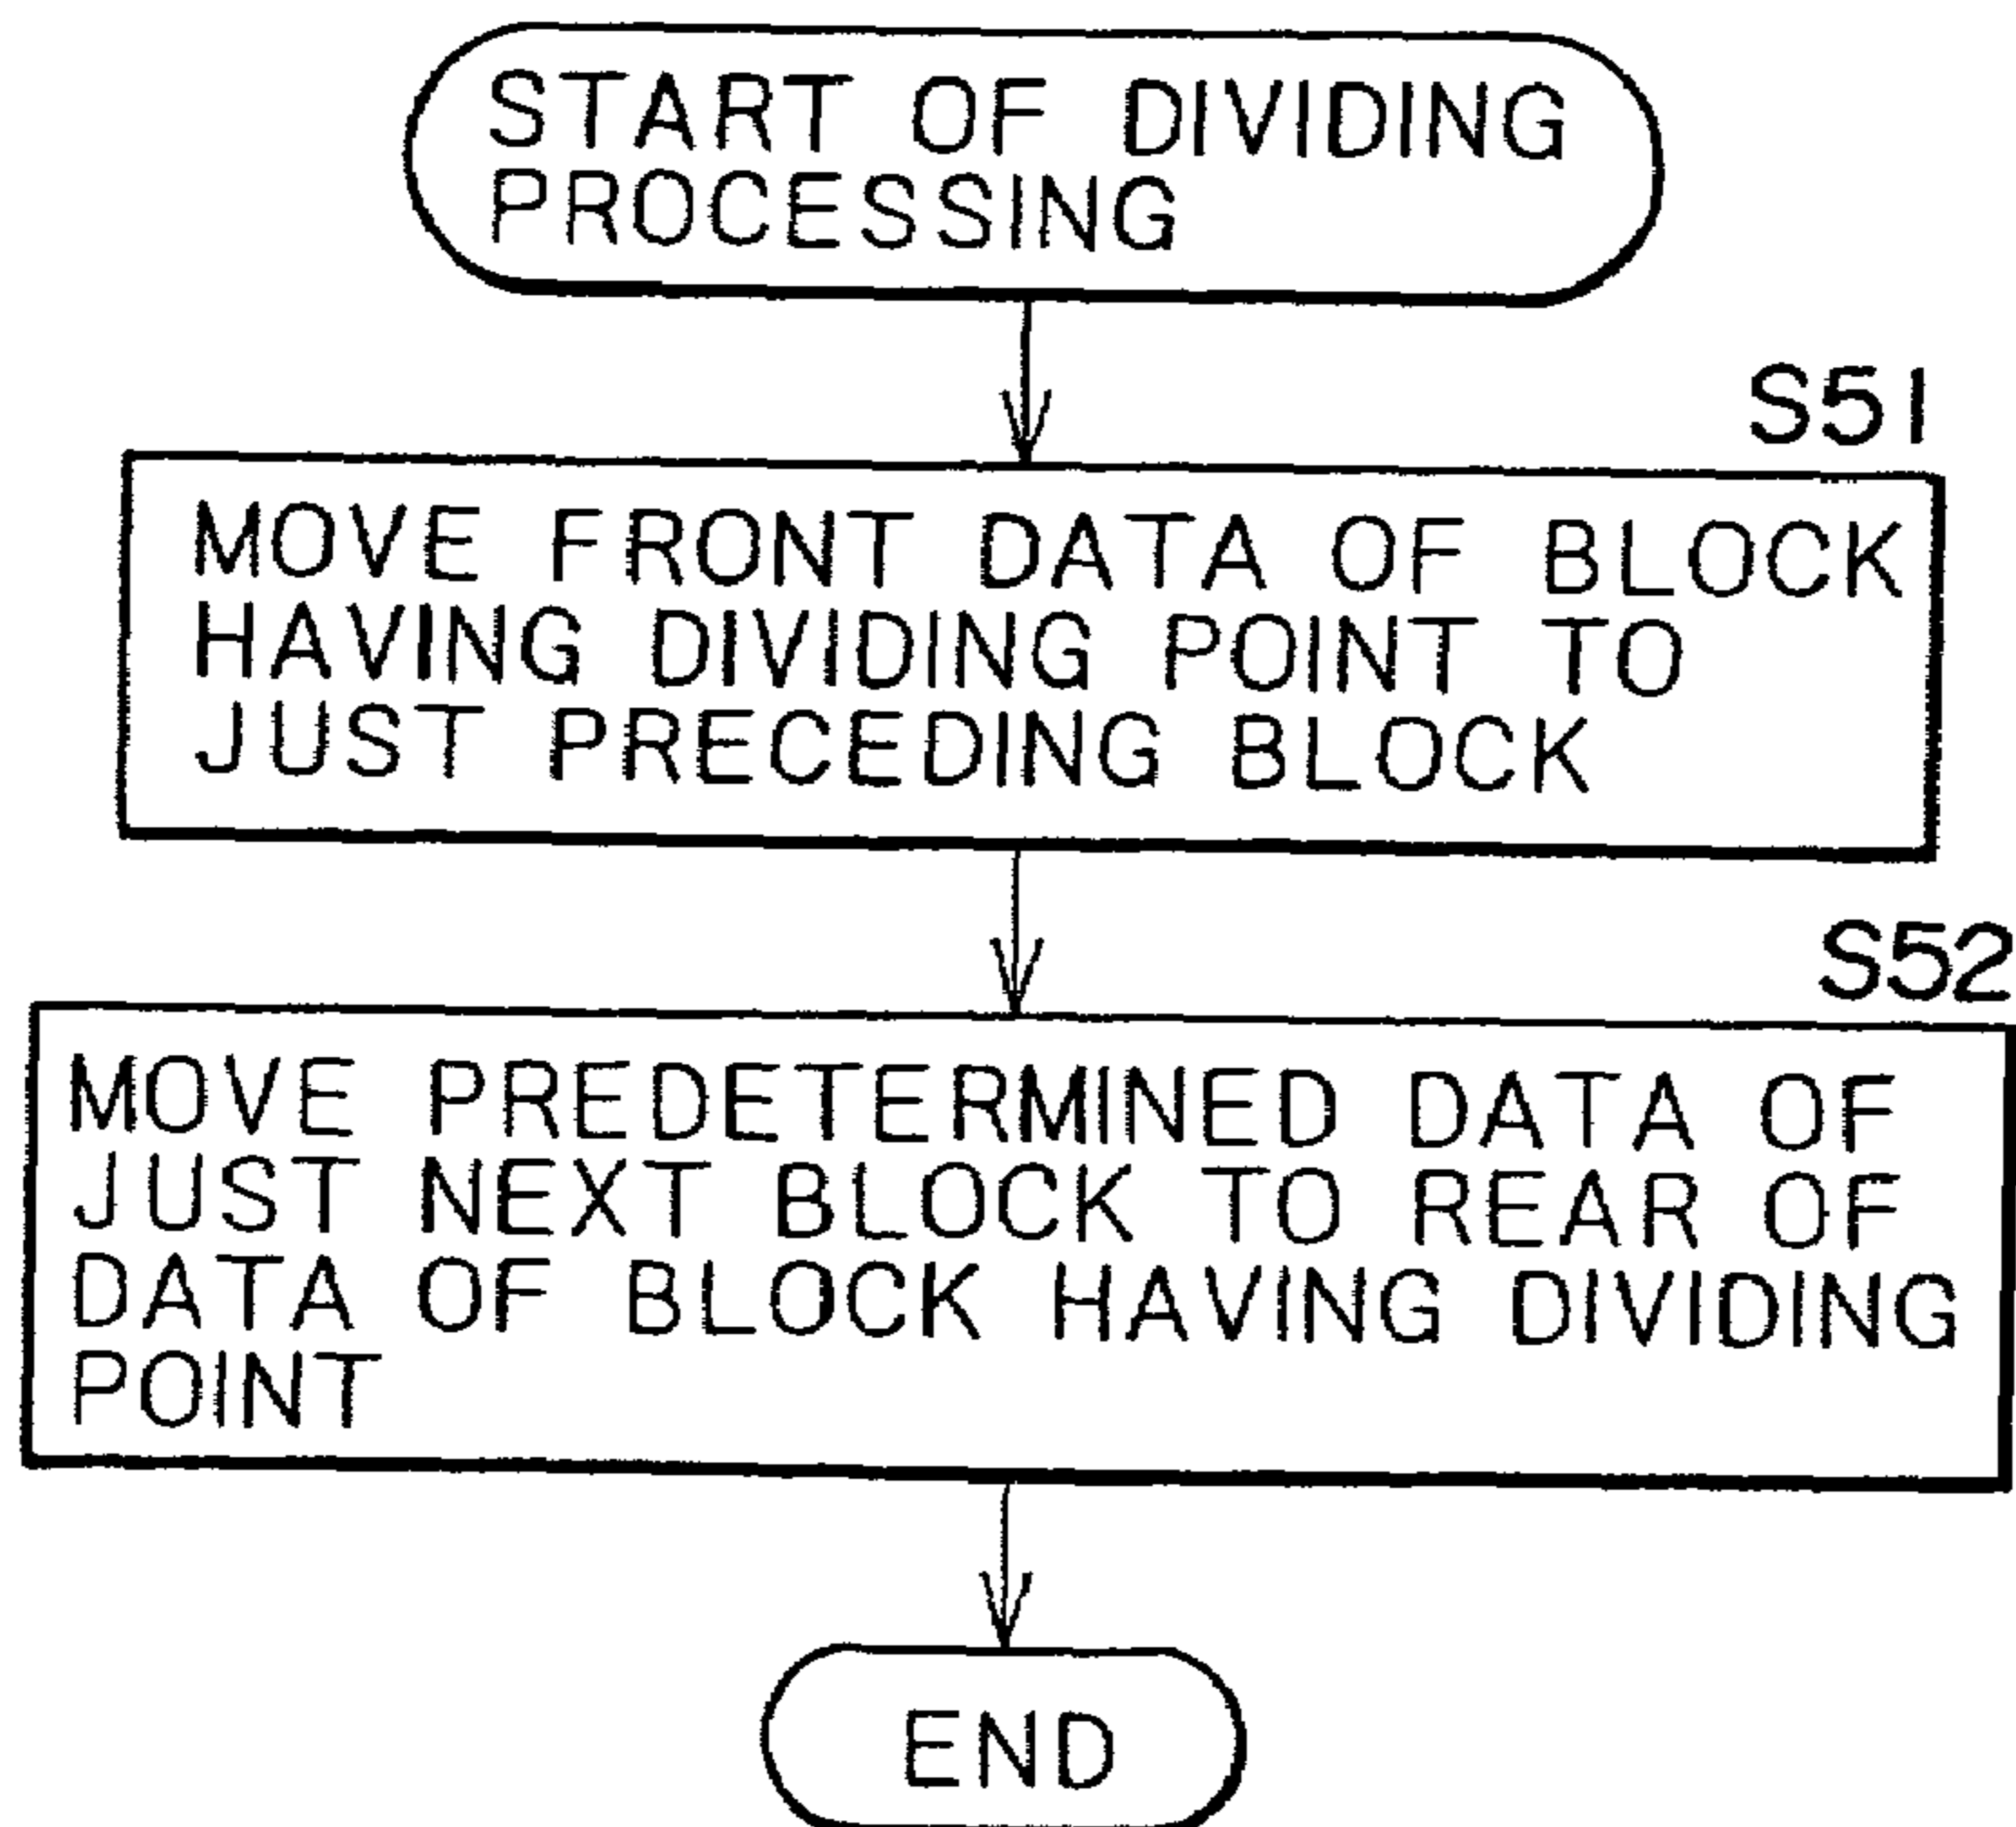 START OF DIVIDING
PROCESSING
S51
MOVE FRONT DATA OF BLOCK
HAVING DIVIDING POINT TO
JUST PRECEDING BLOCK
S52
MOVE PREDETERMINED DATA OF
JUST NEXT BLOCK TO REAR OF
DATA OF BLOCK HAVING DIVIDING
POINT
END